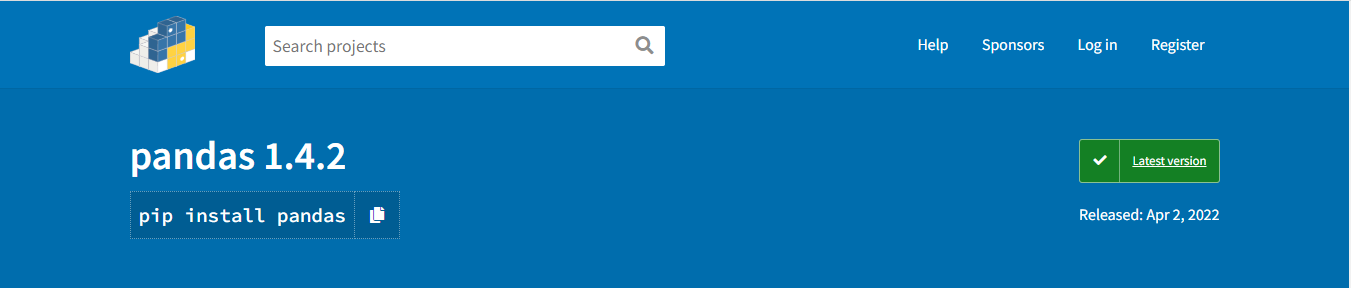 Search projects
Help Sponsors Log in Register
pandas 1.4.2
Latest version
pip install pandas
Released: Apr 2, 2022